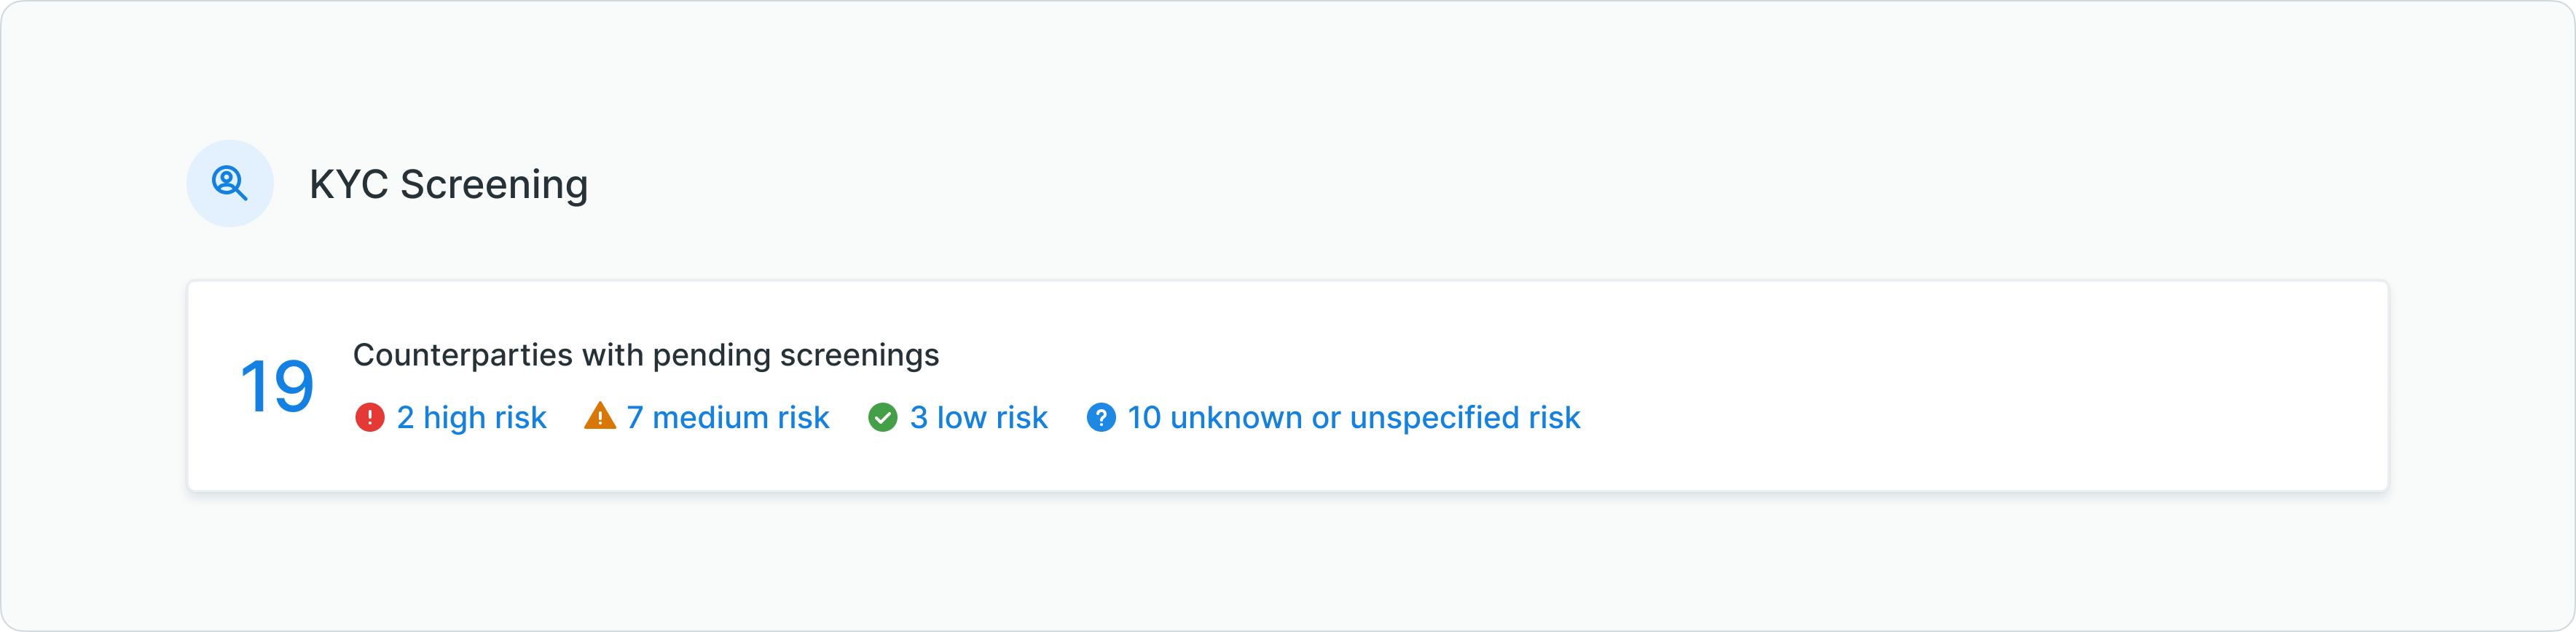 KYC Screening
19
Counterparties with pending screenings
2 high risk 7 medium risk 3 low risk 10 unknown or unspecified risk